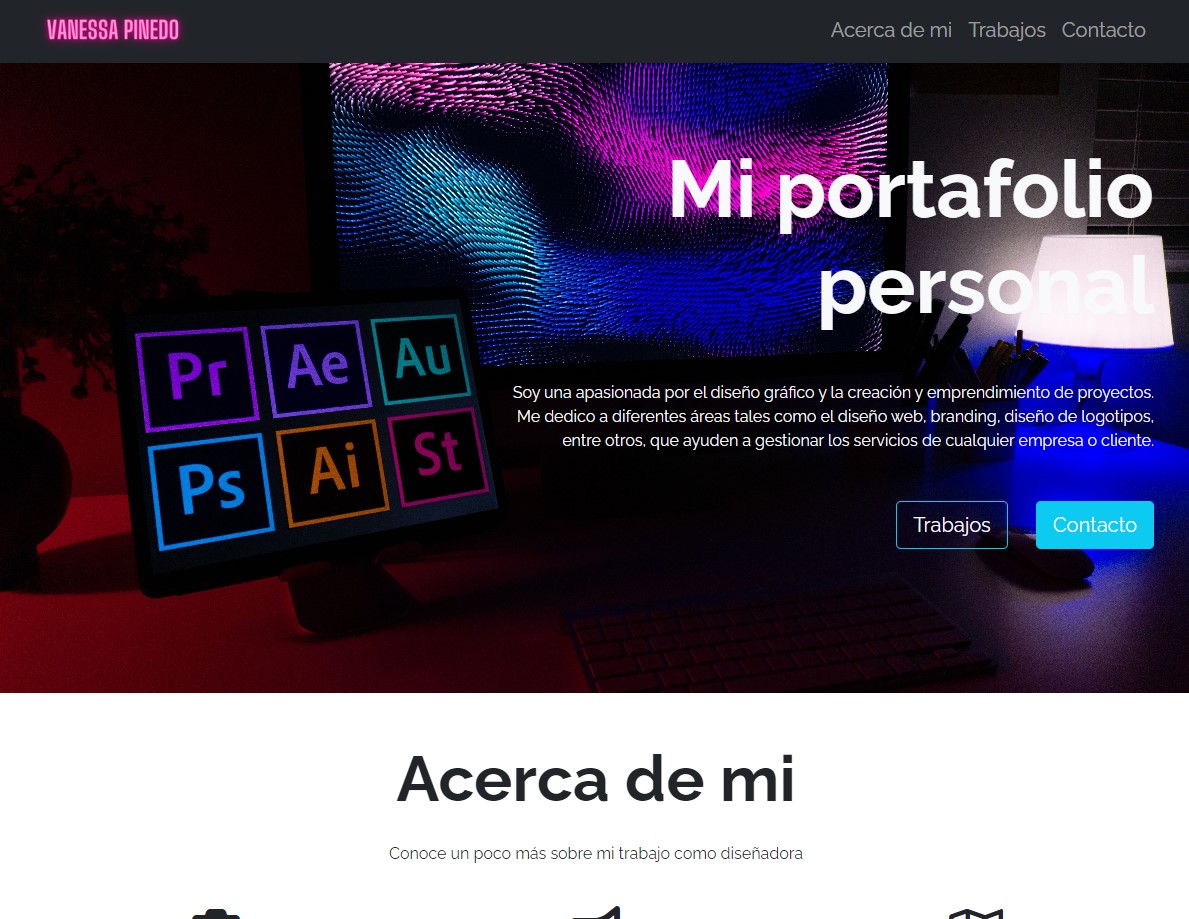 VANESSA PINEDO
Acerca de mi Trabajos Contacto
Mi portafolio
personal
Pr Ae Au
Ps Ai St
Soy una apasionada por el diseño gráfico y la creación y emprendimiento de proyectos.
Me dedico a diferentes áreas tales como el diseño web, branding, diseño de logotipos,
entre otros, que ayuden a gestionar los servicios de cualquier empresa o cliente.
Trabajos Contacto
Acerca de mi
Conoce un poco más sobre mi trabajo como diseñadora